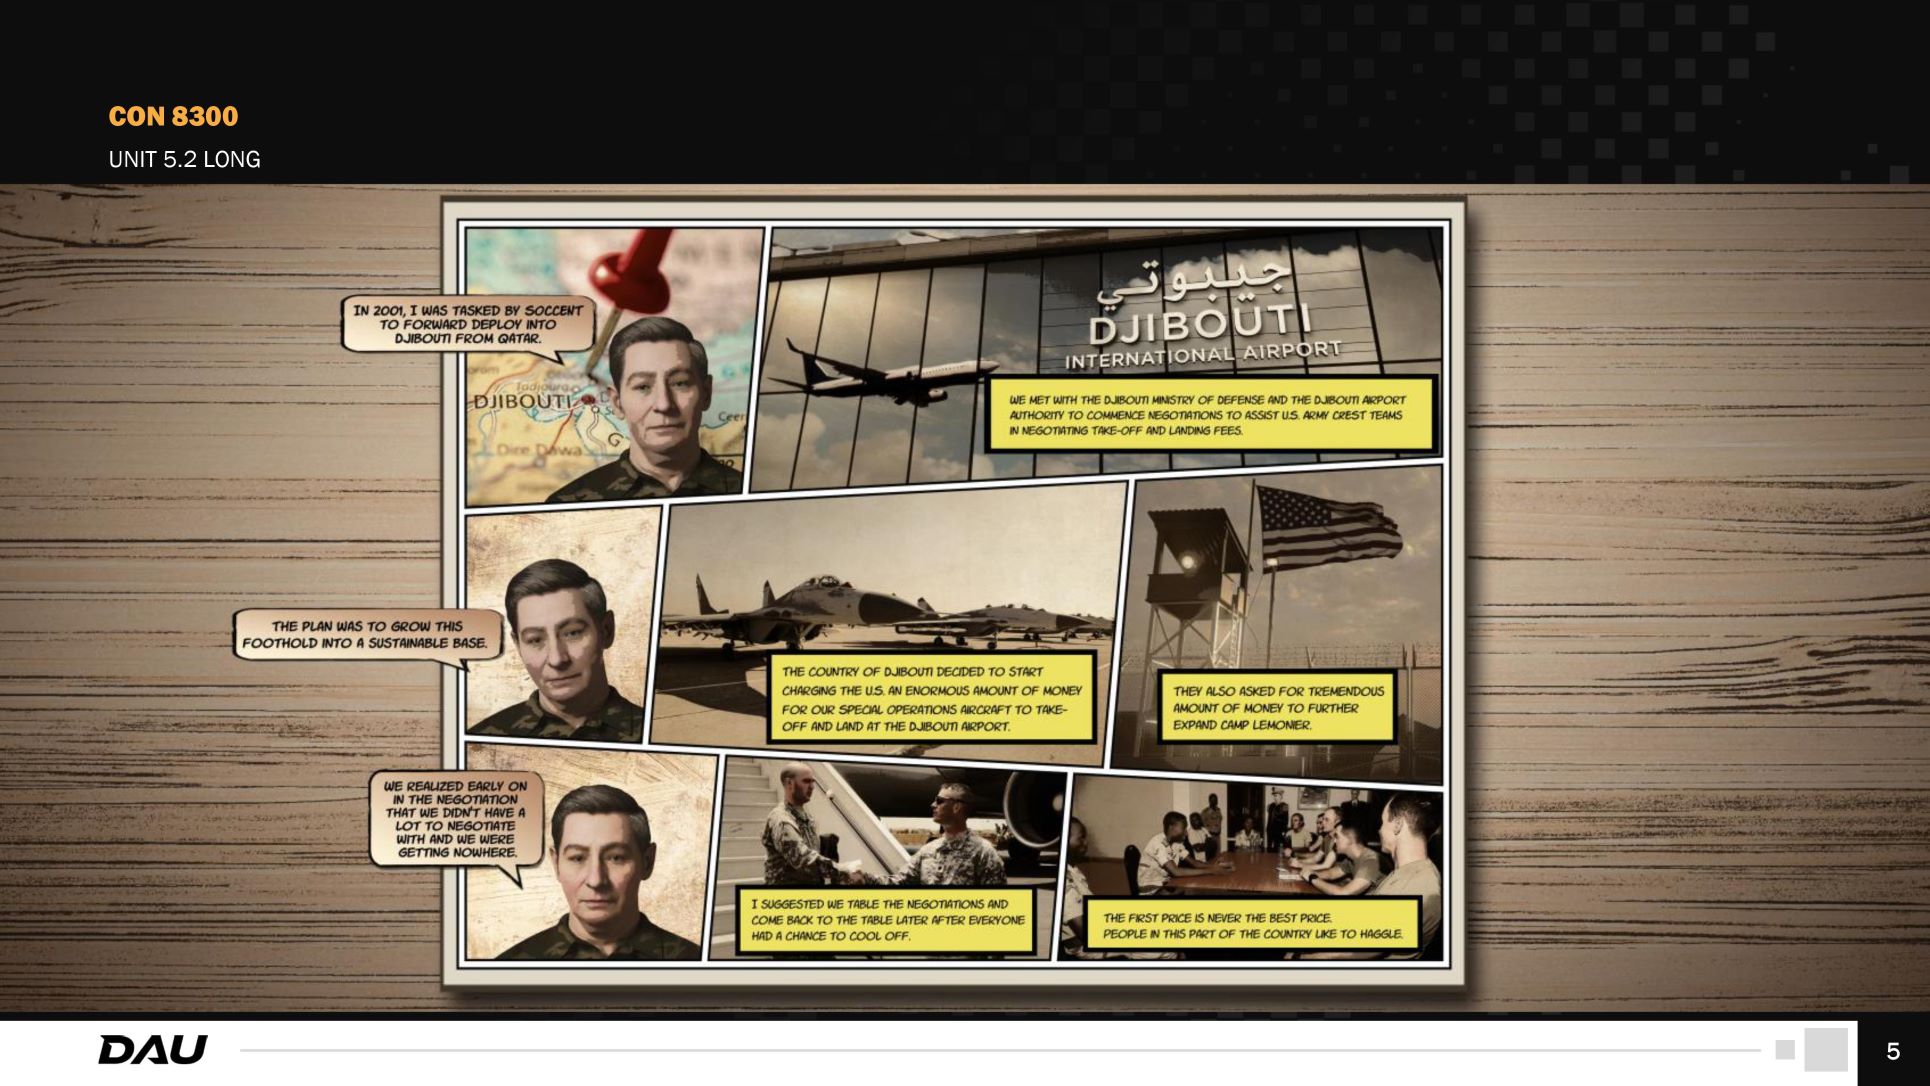 CON 8300
UNIT 5.2 LONG
IN 2001, I WAS TASKED BY SOCCENT
TO FORWARD DEPLOY INTO
DJIBOUTI FROM QATAR.
Tadjoura
DJIBOUTI
Dire Dawa
جيبوتي
DJIBOUTI
INTERNATIONAL AIRPORT
WE MET WITH THE DJIBOUTI MINISTRY OF DEFENSE AND THE DJIBOUTI AIRPORT
AUTHORITY TO COMMENCE NEGOTIATIONS TO ASSIST U.S. ARMY CREST TEAMS
IN NEGOTIATING TAKE-OFF AND LANDING FEES.
THE PLAN WAS TO GROW THIS
FOOTHOLD INTO A SUSTAINABLE BASE.
THE COUNTRY OF DJIBOUTI DECIDED TO START
CHARGING THE U.S. AN ENORMOUS AMOUNT OF MONEY
FOR OUR SPECIAL OPERATIONS AIRCRAFT TO TAKE-
OFF AND LAND AT THE DJIBOUTI AIRPORT.
THEY ALSO ASKED FOR TREMENDOUS
AMOUNT OF MONEY TO FURTHER
EXPAND CAMP LEMONIER.
WE REALIZED EARLY ON
IN THE NEGOTIATION
THAT WE DIDN'T HAVE A
LOT TO NEGOTIATE
WITH AND WE WERE
GETTING NOWHERE.
I SUGGESTED WE TABLE THE NEGOTIATIONS AND
COME BACK TO THE TABLE LATER AFTER EVERYONE
HAD A CHANCE TO COOL OFF.
THE FIRST PRICE IS NEVER THE BEST PRICE.
PEOPLE IN THIS PART OF THE COUNTRY LIKE TO HAGGLE.
DAU
5